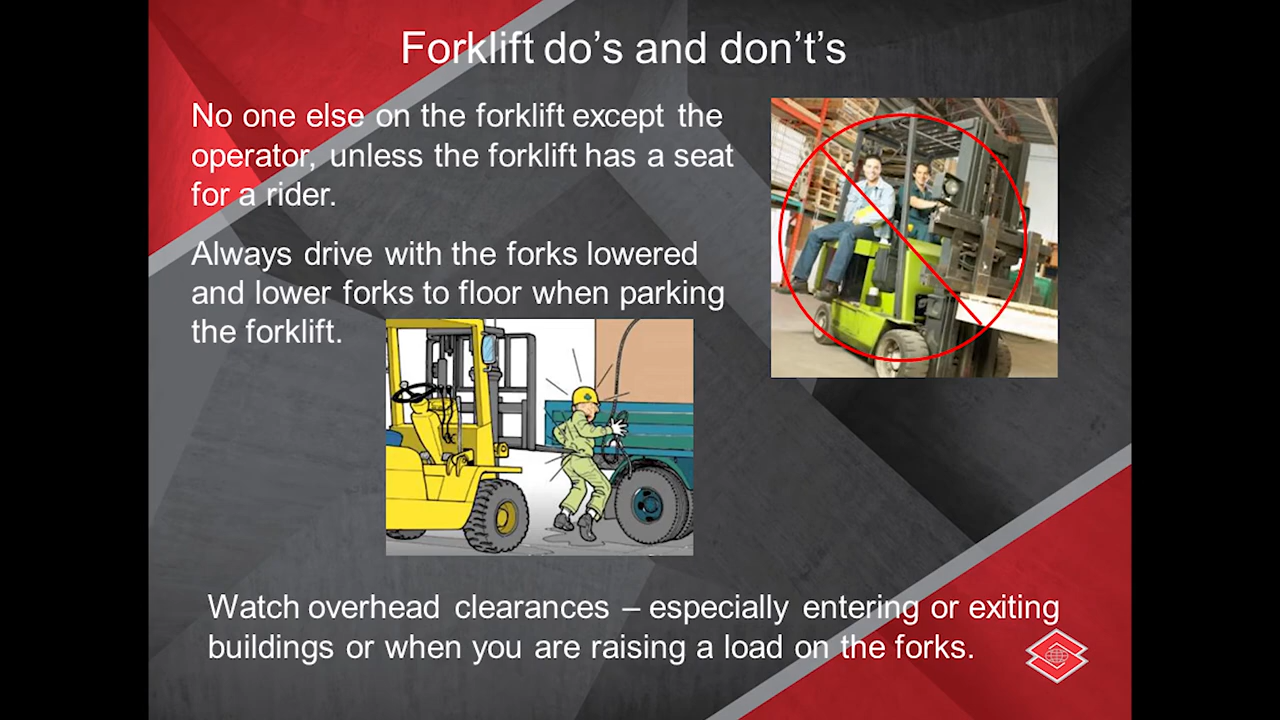 Forklift do’s and don’t’s
No one else on the forklift except the
operator, unless the forklift has a seat
for a rider.
Always drive with the forks lowered
and lower forks to floor when parking
the forklift.
Watch overhead clearances – especially entering or exiting
buildings or when you are raising a load on the forks.